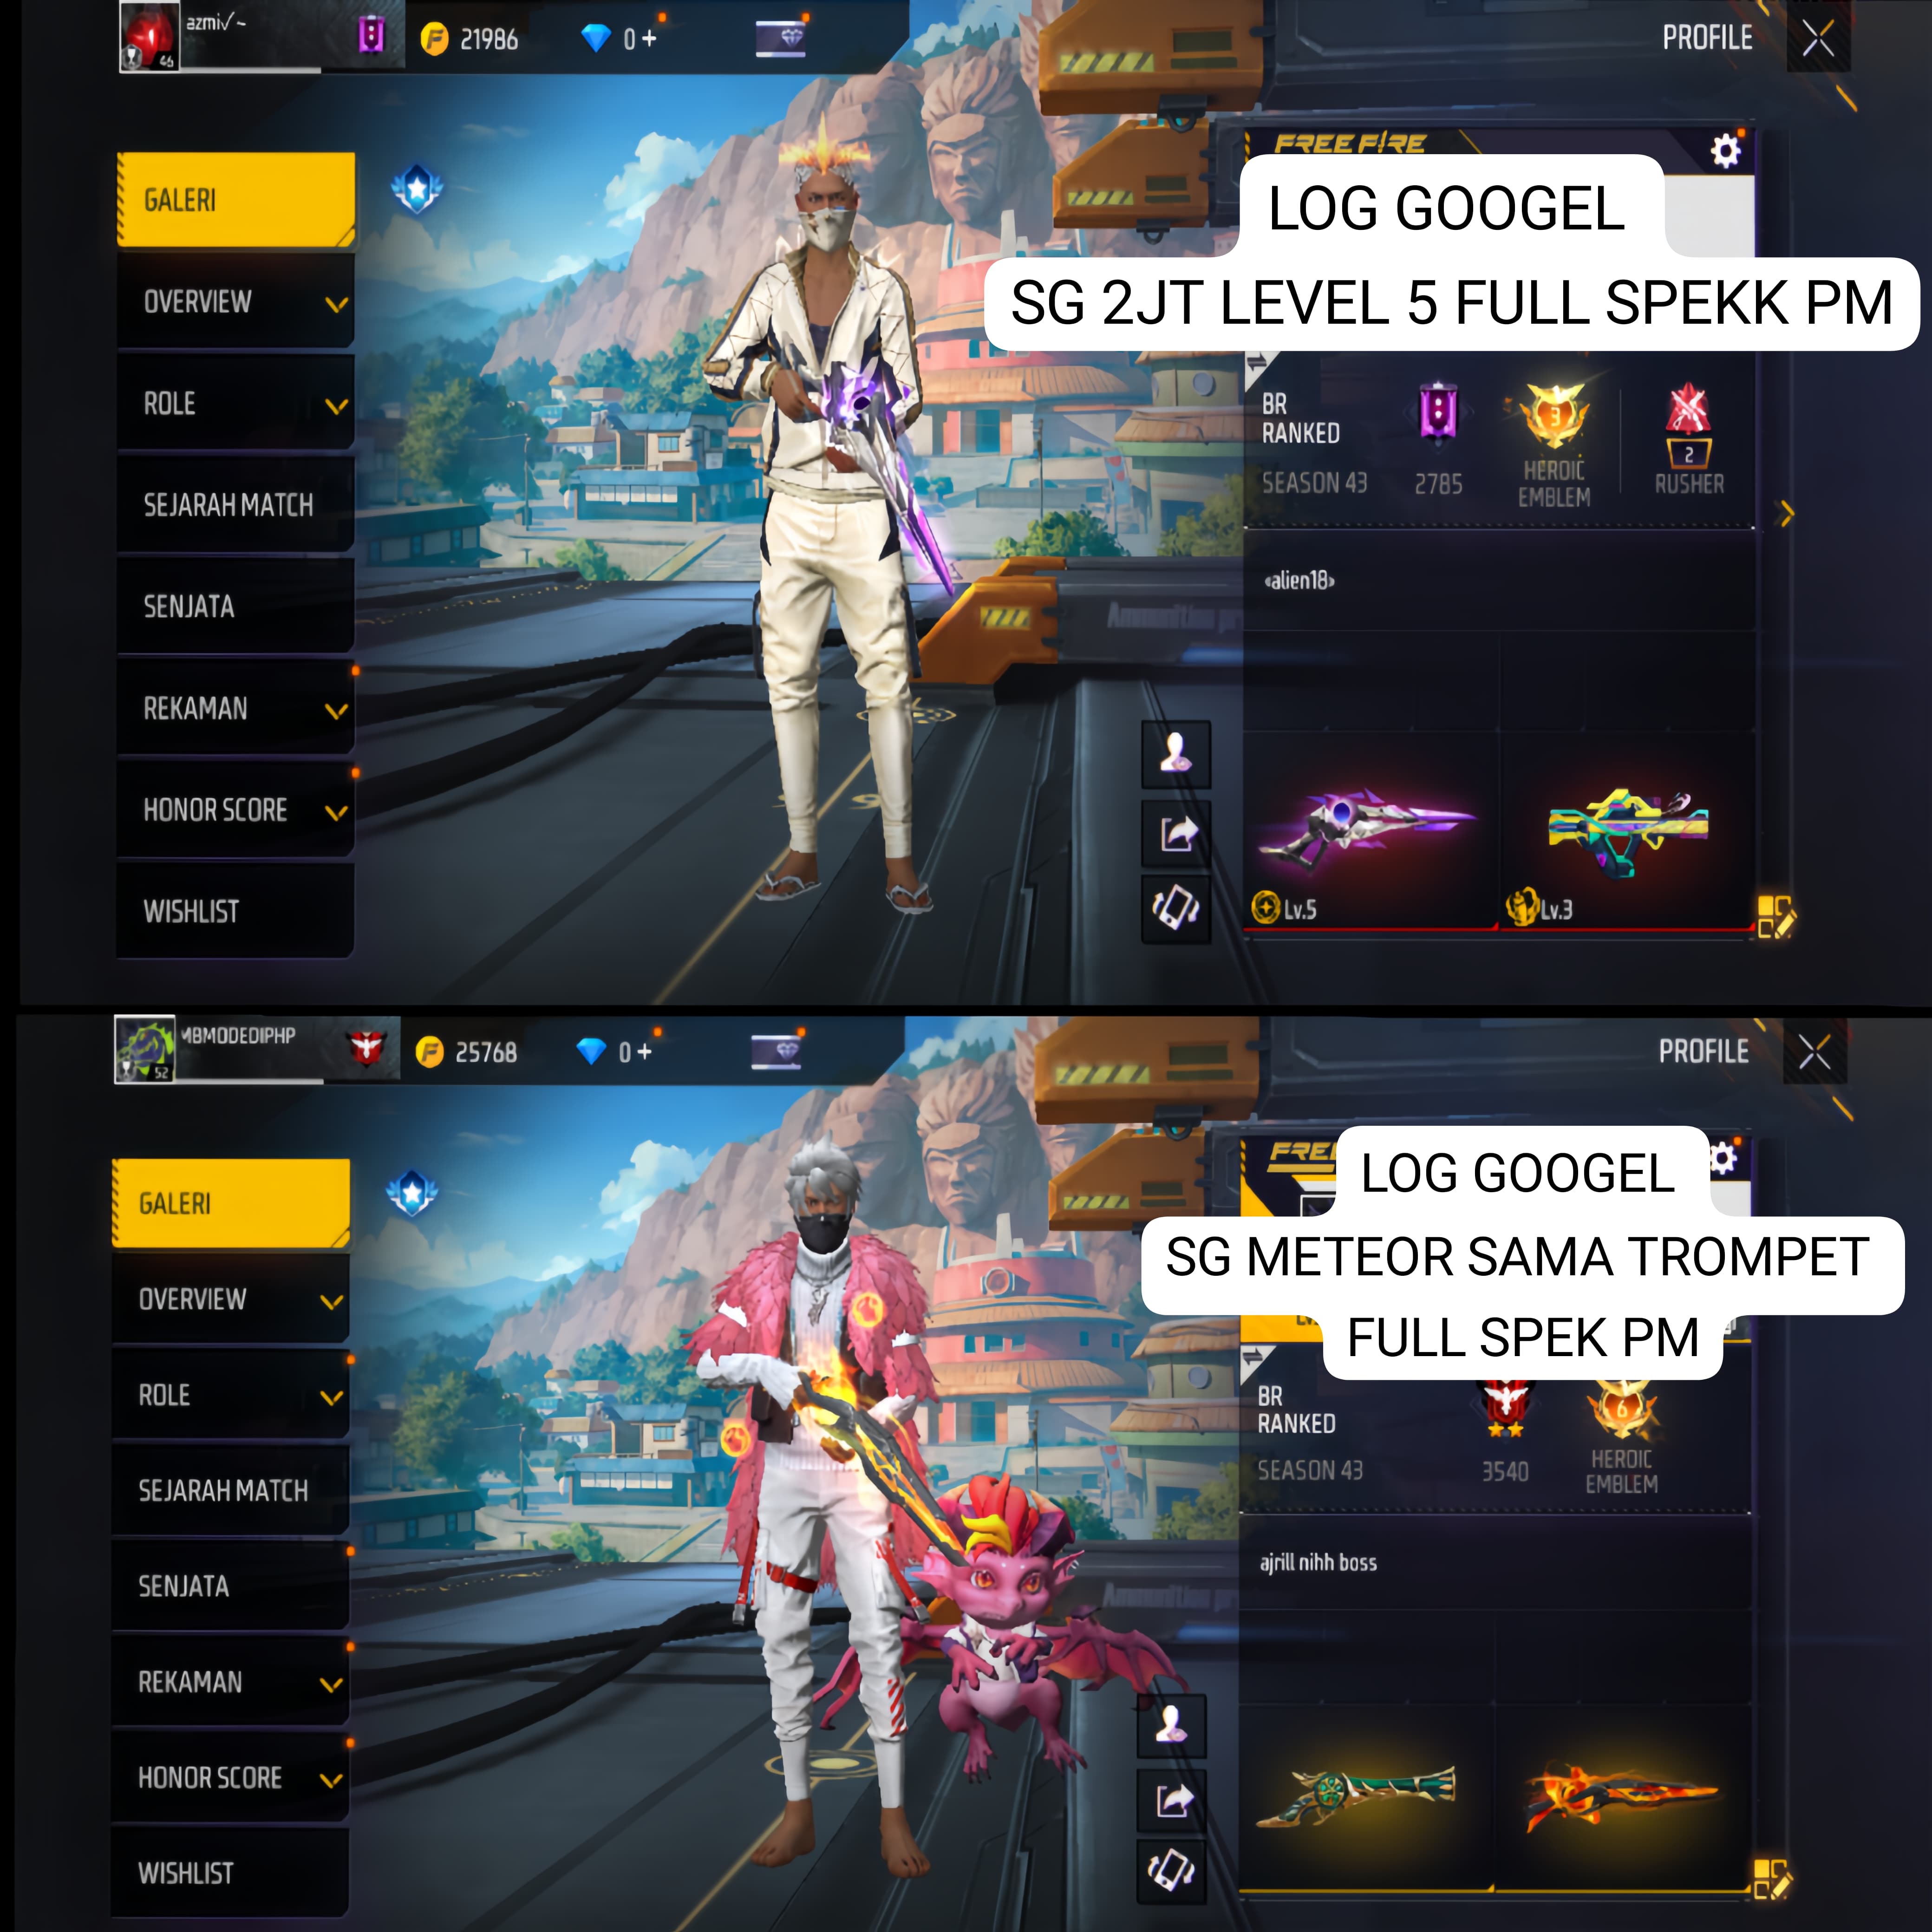 azmi√~
46
21986
0 +
PROFILE
GALERI
OVERVIEW
ROLE
SEJARAH MATCH
SENJATA
REKAMAN
HONOR SCORE
WISHLIST
FREE FIRE
LOG GOOGEL
SG 2JT LEVEL 5 FULL SPEKK PM
BR
RANKED
SEASON 43
2785
3
HEROIC
EMBLEM
2
RUSHER
«alien18»
Lv.5
Lv.3
MBMODEDIPHP
52
25768
0 +
PROFILE
GALERI
OVERVIEW
ROLE
SEJARAH MATCH
SENJATA
REKAMAN
HONOR SCORE
WISHLIST
LOG GOOGEL
SG METEOR SAMA TROMPET
FULL SPEK PM
BR
RANKED
SEASON 43
3540
6
HEROIC
EMBLEM
ajrill nihh boss